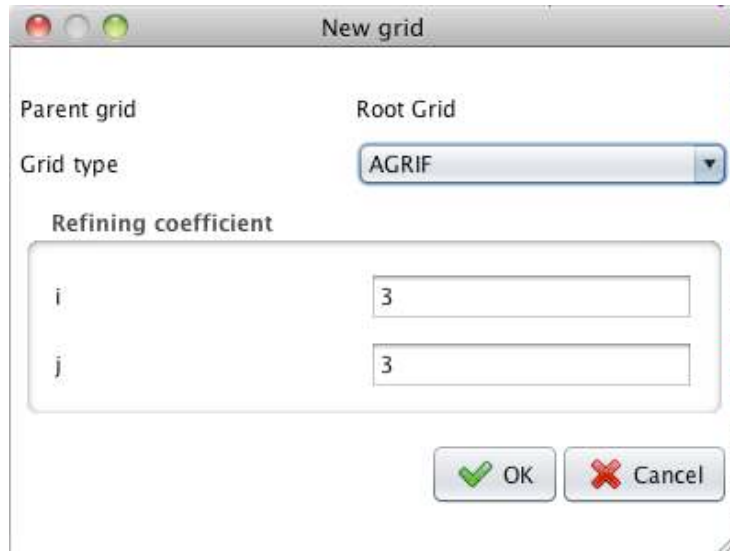 New grid
Parent grid Root Grid
Grid type AGRIF
Refining coefficient
i 3
j 3
OK Cancel